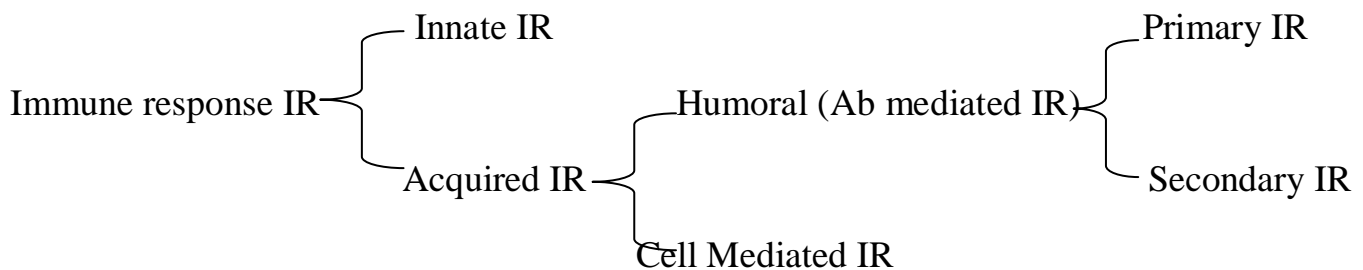 Innate IR
Primary IR
Immune response IR
Humoral (Ab mediated IR)
Acquired IR
Secondary IR
Cell Mediated IR